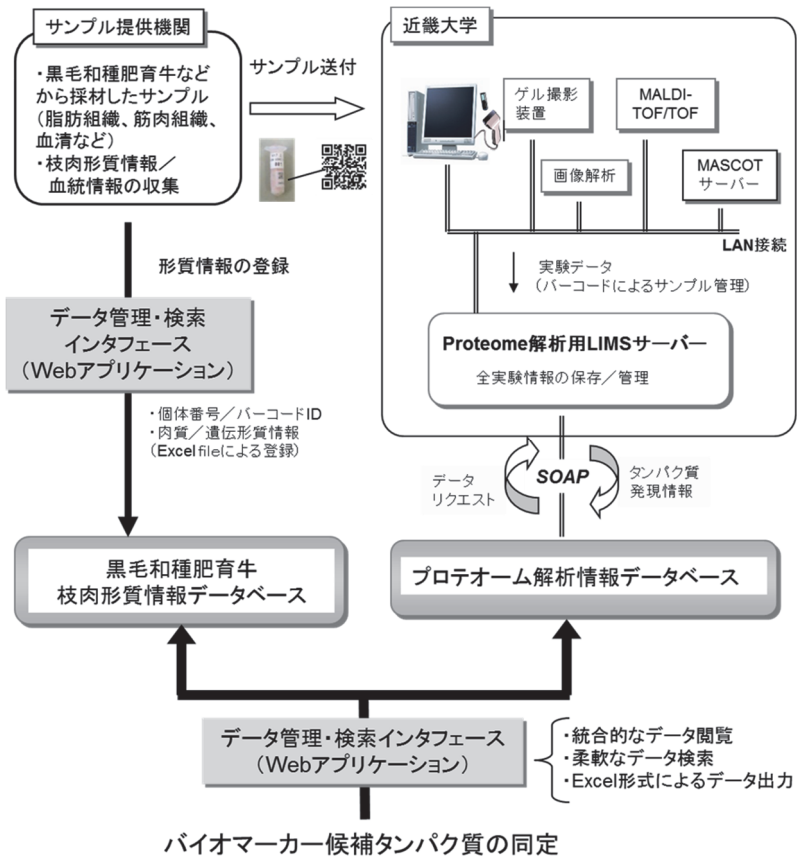 サンプル提供機関
・黒毛和種肥育牛など
から採材したサンプル
(脂肪組織、筋肉組織、
血清など)
・枝肉形質情報／
血統情報の収集
サンプル送付
近畿大学
ゲル撮影
装置
MALDI-
TOF/TOF
画像解析
MASCOT
サーバー
LAN接続
実験データ
(バーコードによるサンプル管理)
Proteome解析用LIMSサーバー
全実験情報の保存／管理
形質情報の登録
データ管理・検索
インタフェース
(Webアプリケーション)
・個体番号／バーコードID
・肉質／遺伝形質情報
(Excel fileによる登録)
データ
リクエスト
SOAP
タンパク質
発現情報
黒毛和種肥育牛
枝肉形質情報データベース
プロテオーム解析情報データベース
データ管理・検索インタフェース
(Webアプリケーション)
・統合的なデータ閲覧
・柔軟なデータ検索
・Excel形式によるデータ出力
バイオマーカー候補タンパク質の同定